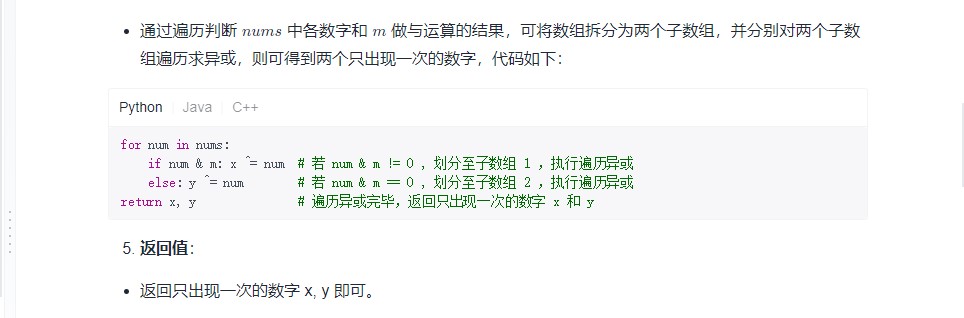 • 通过遍历判断 nums 中各数字和 m 做与运算的结果，可将数组拆分为两个子数组，并分别对两个子数
组遍历求异或，则可得到两个只出现一次的数字，代码如下：
Python Java C++
for num in nums:
    if num & m: x ^= num  # 若 num & m != 0 ，划分至子数组 1 ，执行遍历异或
    else: y ^= num        # 若 num & m == 0 ，划分至子数组 2 ，执行遍历异或
return x, y               # 遍历异或完毕，返回只出现一次的数字 x 和 y
5. 返回值：
• 返回只出现一次的数字 x, y 即可。